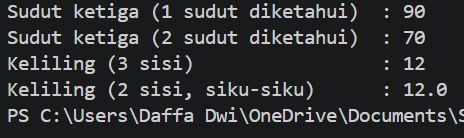 Sudut ketiga (1 sudut diketahui)  : 90
Sudut ketiga (2 sudut diketahui)  : 70
Keliling (3 sisi)                 : 12
Keliling (2 sisi, siku-siku)      : 12.0
PS C:\Users\Daffa Dwi\OneDrive\Documents\S